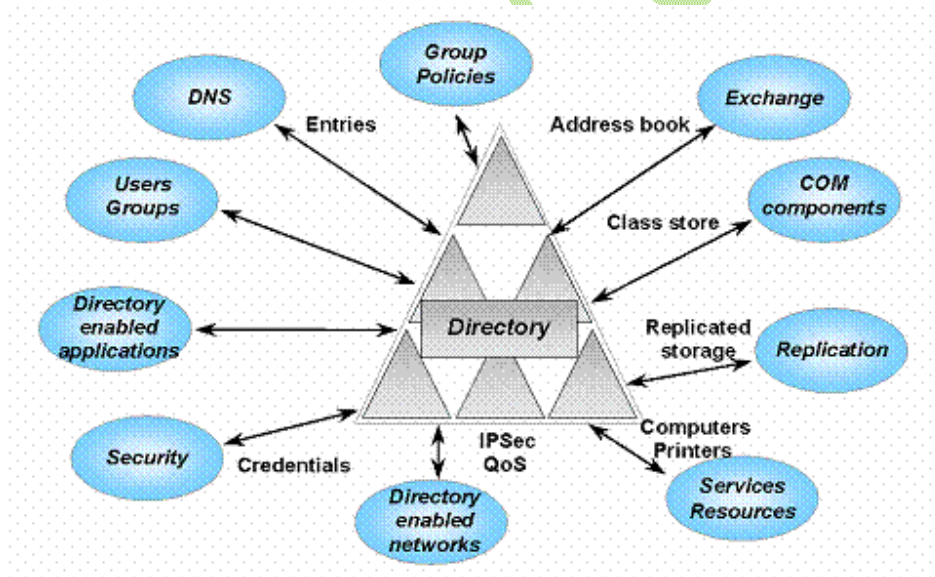 Group
Policies
DNS
Exchange
Entries
Address book
Users
Groups
COM
components
Class store
Directory
enabled
applications
Directory
Replicated
storage
Replication
Security
Credentials
IPSec
QoS
Computers
Printers
Directory
enabled
networks
Services
Resources